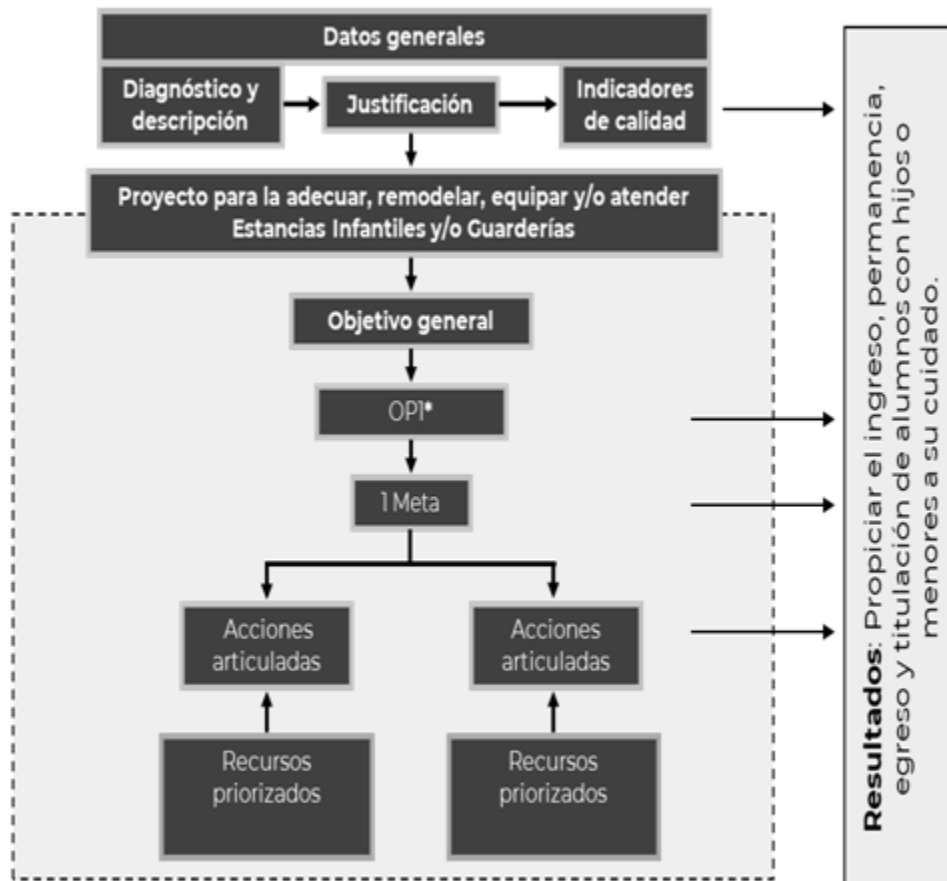 Datos generales
Diagnóstico y
descripción
Justificación
Indicadores
de calidad
Proyecto para la adecuar, remodelar, equipar y/o atender
Estancias Infantiles y/o Guarderías
Objetivo general
OP1*
1 Meta
Acciones
articuladas
Acciones
articuladas
Recursos
priorizados
Recursos
priorizados
Resultados: Propiciar el ingreso, permanencia,
egreso y titulación de alumnos con hijos o
menores a su cuidado.